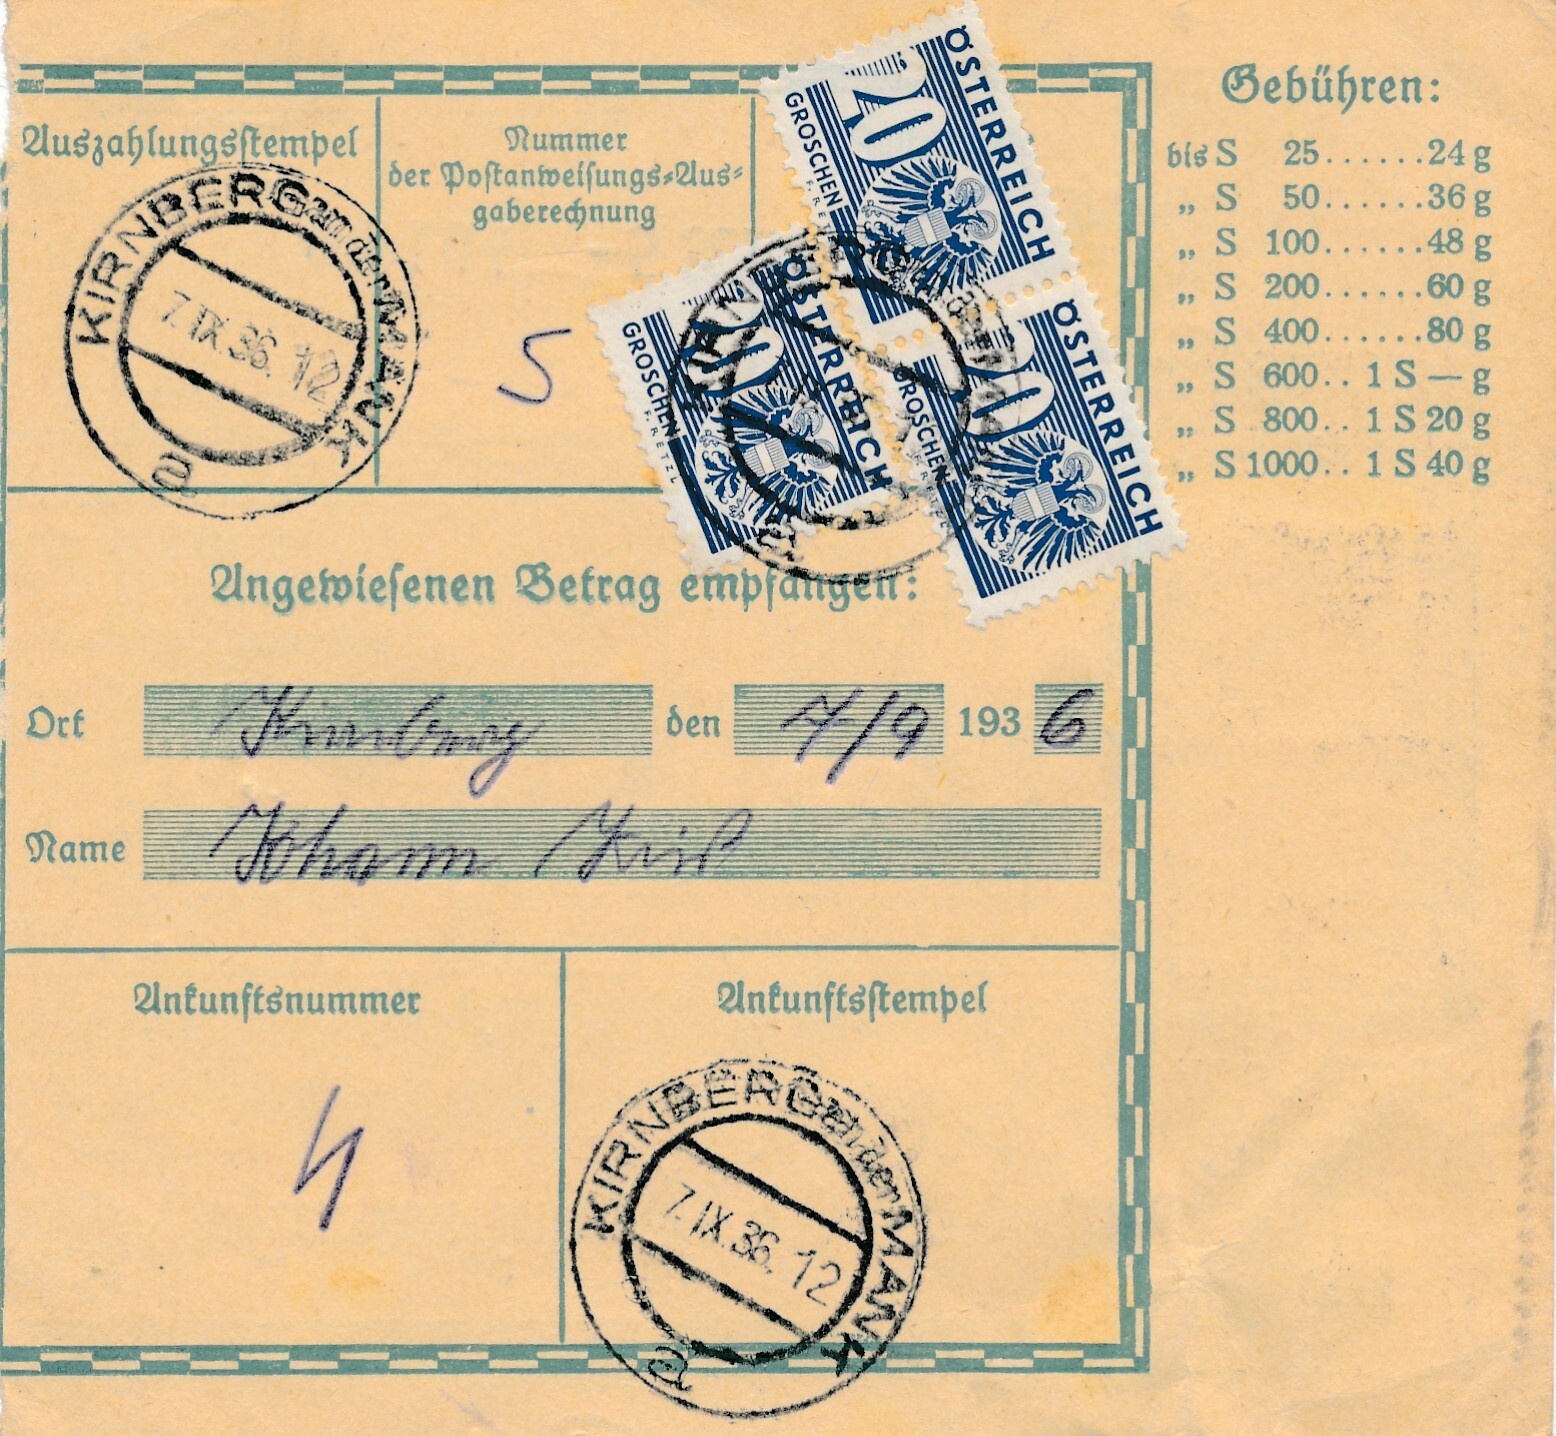 Auszahlungsstempel
Nummer
der Postanweisungs-Aus-
gaberechnung
KIRNBERG an der MANK
7.IX.36.12
a
5
20
GROSCHEN
ÖSTERREICH
20
GROSCHEN
F. RETZL
ÖSTERREICH
20
GROSCHEN
ÖSTERREICH
Gebühren:
bis S 25......24 g
„ S 50......36 g
„ S 100......48 g
„ S 200......60 g
„ S 400......80 g
„ S 600.. 1 S — g
„ S 800.. 1 S 20 g
„ S 1000.. 1 S 40 g
Angewiesenen Betrag empfangen:
Ort Kirnberg den 7/9 1936
Name Johann
Ankunftsnummer
Ankunftsstempel
4
KIRNBERG an der MANK
7.IX.36.12
a